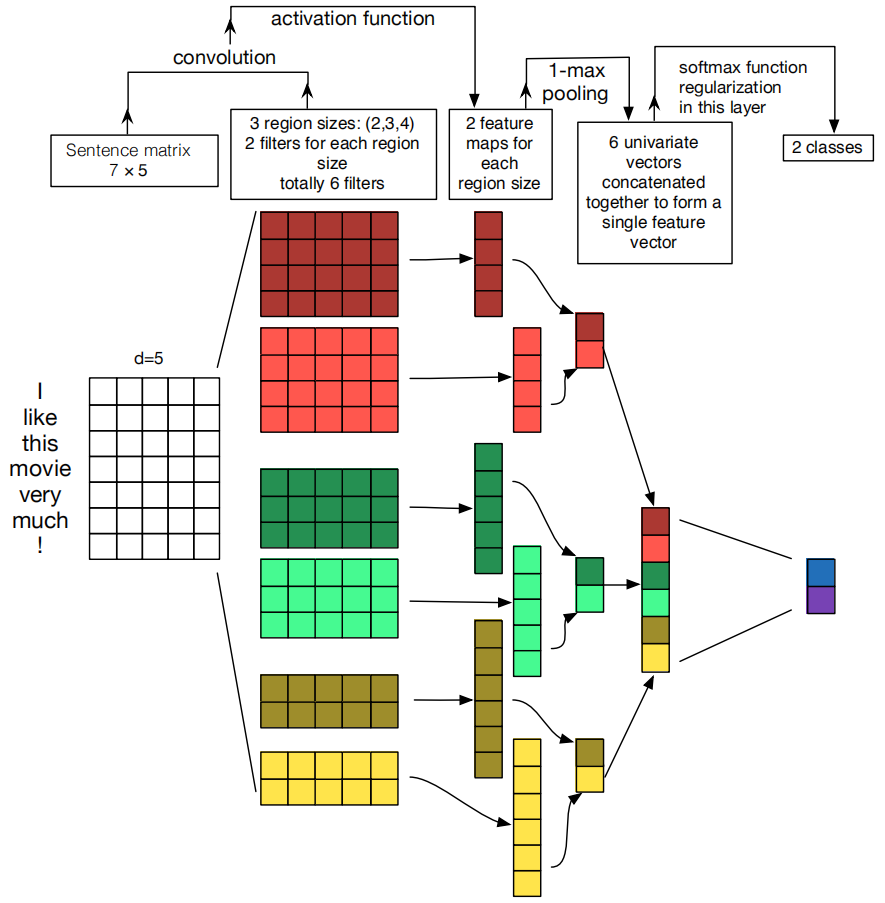 activation function
convolution
1-max
pooling
softmax function
regularization
in this layer
Sentence matrix
7 × 5
3 region sizes: (2,3,4)
2 filters for each region
size
totally 6 filters
2 feature
maps for
each
region size
6 univariate
vectors
concatenated
together to form a
single feature
vector
2 classes
d=5
I
like
this
movie
very
much
!